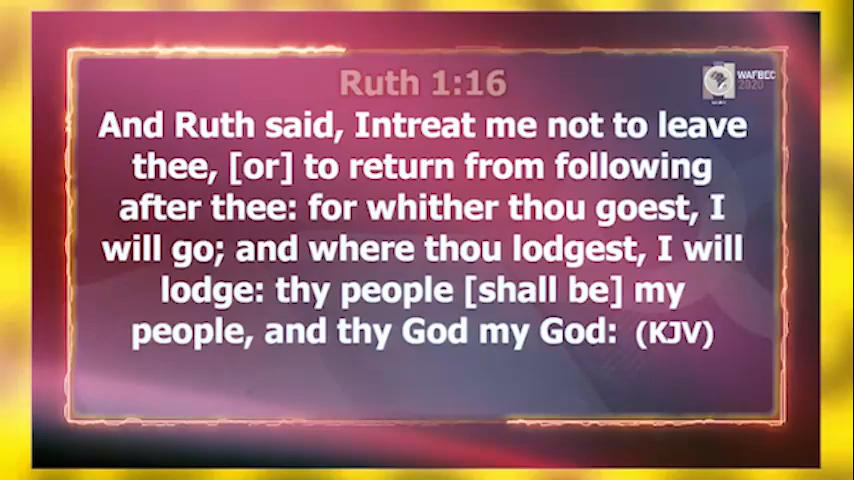 Ruth 1:16
WAFBEC
2020
And Ruth said, Intreat me not to leave
thee, [or] to return from following
after thee: for whither thou goest, I
will go; and where thou lodgest, I will
lodge: thy people [shall be] my
people, and thy God my God: (KJV)